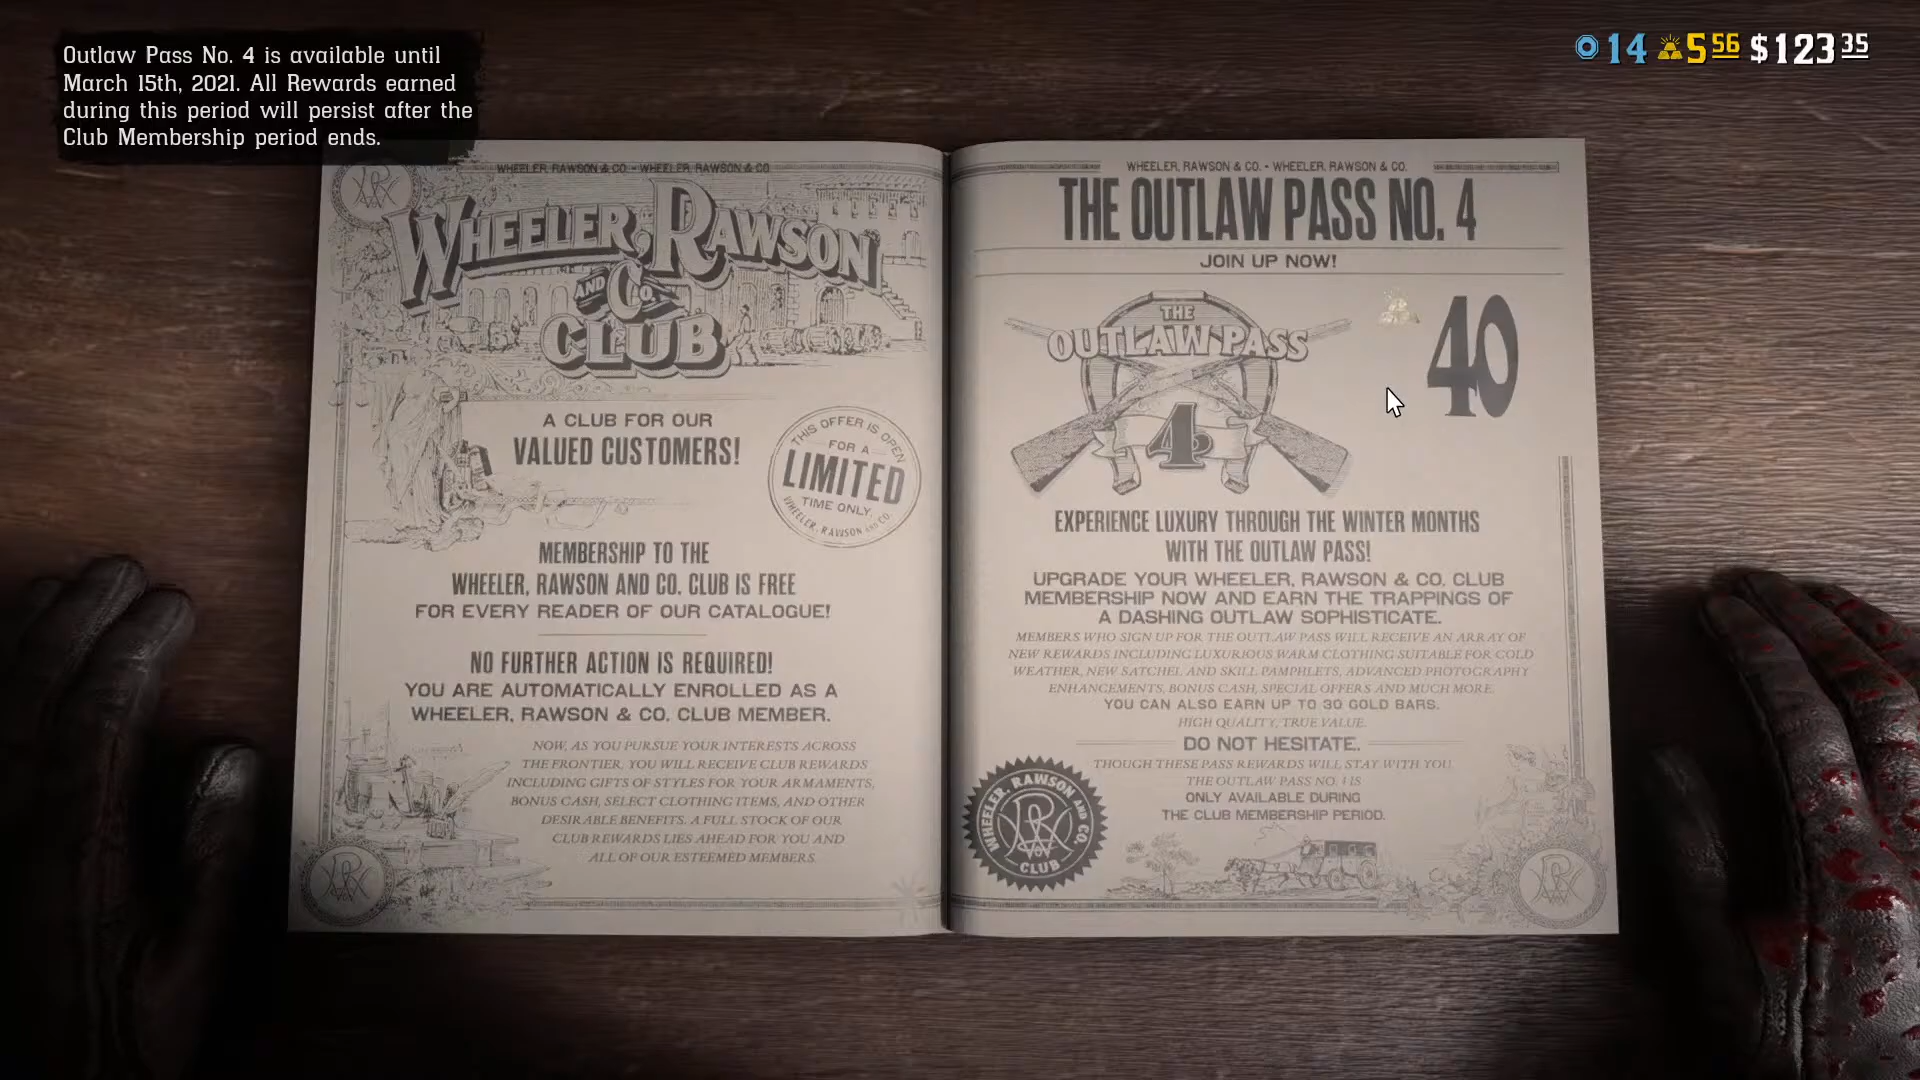 Outlaw Pass No. 4 is available until
March 15th, 2021. All Rewards earned
during this period will persist after the
Club Membership period ends.
14 5 56 $123 35
WHEELER, RAWSON & CO. - WHEELER, RAWSON & CO.
WHEELER, RAWSON
AND CO.
CLUB
A CLUB FOR OUR
VALUED CUSTOMERS!
THIS OFFER IS OPEN
FOR A
LIMITED
TIME ONLY.
WHEELER, RAWSON AND CO.
MEMBERSHIP TO THE
WHEELER, RAWSON AND CO. CLUB IS FREE
FOR EVERY READER OF OUR CATALOGUE!
NO FURTHER ACTION IS REQUIRED!
YOU ARE AUTOMATICALLY ENROLLED AS A
WHEELER, RAWSON & CO. CLUB MEMBER.
NOW, AS YOU PURSUE YOUR INTERESTS ACROSS
THE FRONTIER, YOU WILL RECEIVE CLUB REWARDS
INCLUDING GIFTS OF STYLES FOR YOUR ARMAMENTS,
BONUS CASH, SELECT CLOTHING ITEMS, AND OTHER
DESIRABLE BENEFITS. A FULL STOCK OF OUR
CLUB REWARDS LIES AHEAD FOR YOU AND
ALL OF OUR ESTEEMED MEMBERS.
WHEELER, RAWSON & CO. - WHEELER, RAWSON & CO.
THE OUTLAW PASS NO. 4
JOIN UP NOW!
THE
OUTLAW PASS
4
40
EXPERIENCE LUXURY THROUGH THE WINTER MONTHS
WITH THE OUTLAW PASS!
UPGRADE YOUR WHEELER, RAWSON & CO. CLUB
MEMBERSHIP NOW AND EARN THE TRAPPINGS OF
A DASHING OUTLAW SOPHISTICATE.
MEMBERS WHO SIGN UP FOR THE OUTLAW PASS WILL RECEIVE AN ARRAY OF
NEW REWARDS INCLUDING LUXURIOUS WARM CLOTHING SUITABLE FOR COLD
WEATHER, NEW SATCHEL AND SKILL PAMPHLETS, ADVANCED PHOTOGRAPHY
ENHANCEMENTS, BONUS CASH, SPECIAL OFFERS AND MUCH MORE.
YOU CAN ALSO EARN UP TO 30 GOLD BARS.
HIGH QUALITY, TRUE VALUE.
DO NOT HESITATE.
THOUGH THESE PASS REWARDS WILL STAY WITH YOU,
THE OUTLAW PASS NO. 4 IS
ONLY AVAILABLE DURING
THE CLUB MEMBERSHIP PERIOD.
WHEELER, RAWSON AND CO.
CLUB